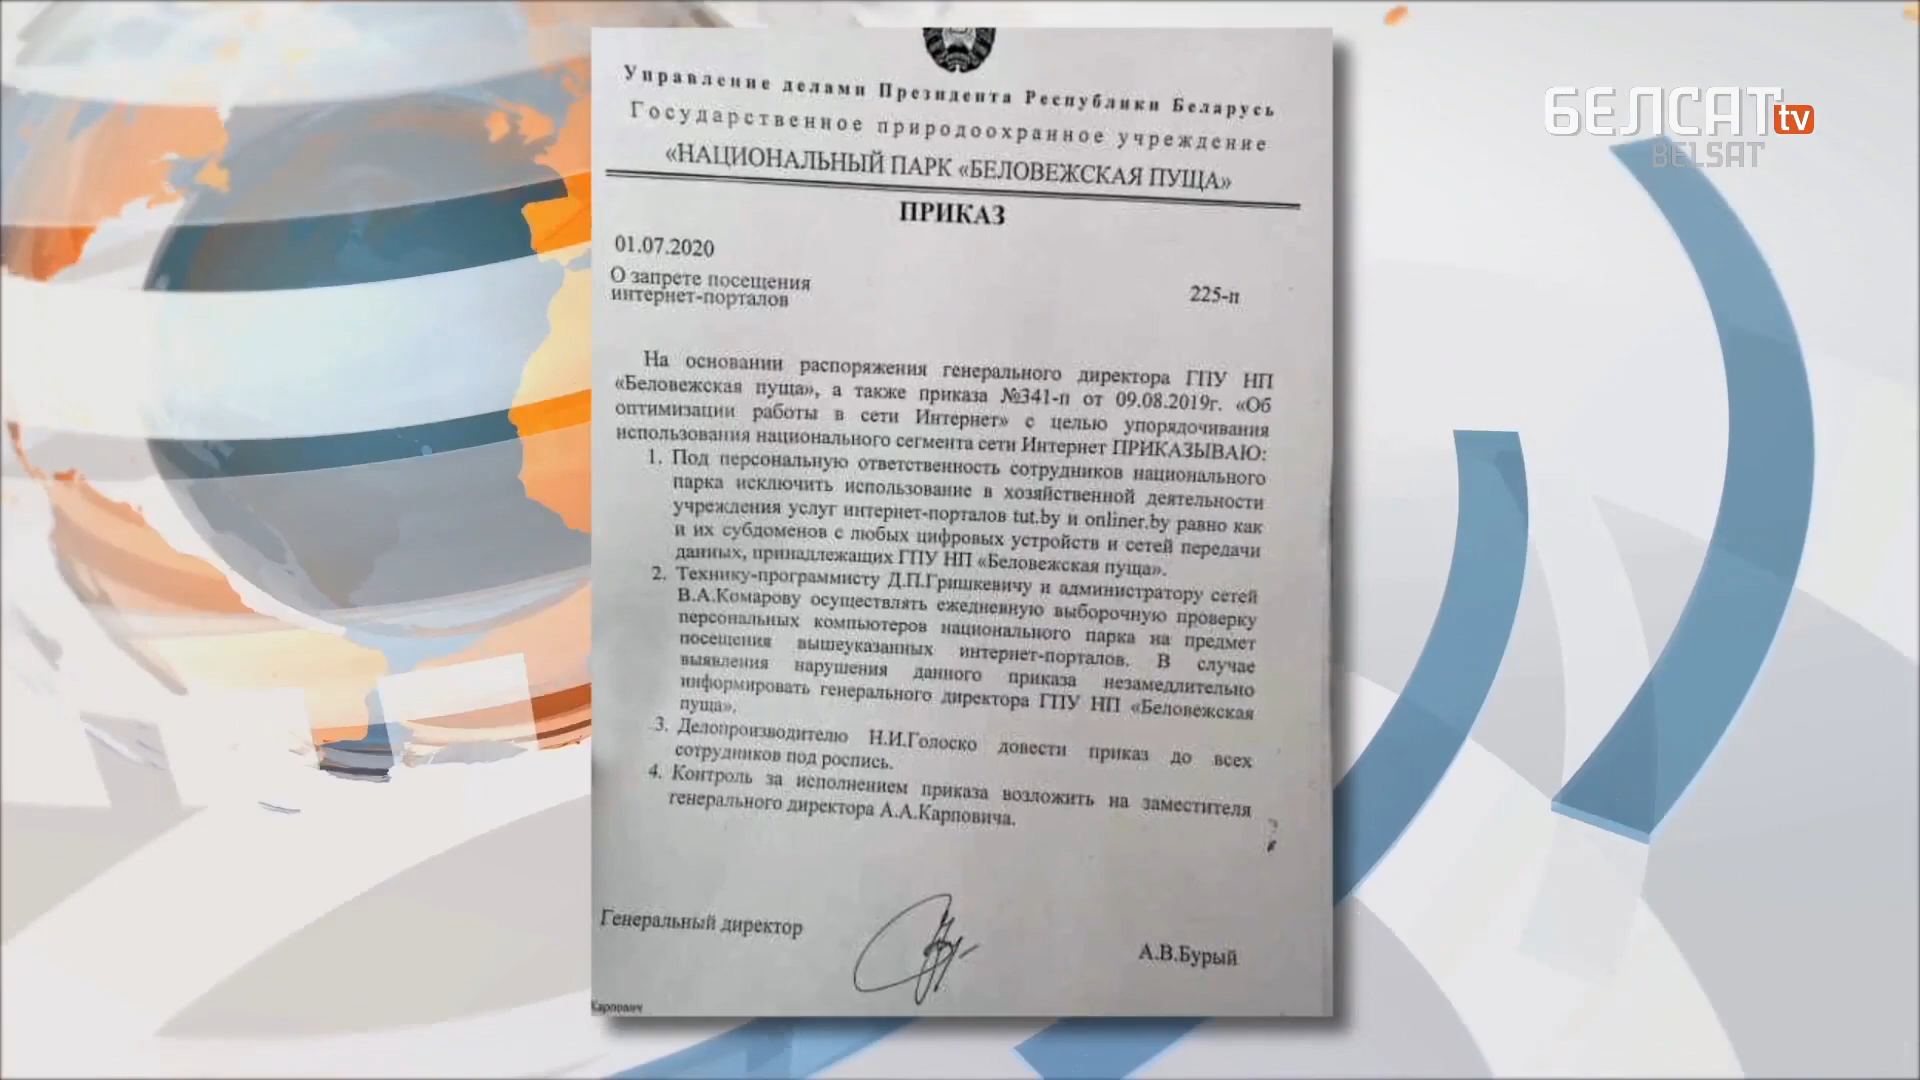 БЕЛСАТ tv
BELSAT
Управление делами Президента Республики Беларусь
Государственное природоохранное учреждение
«НАЦИОНАЛЬНЫЙ ПАРК «БЕЛОВЕЖСКАЯ ПУЩА»
ПРИКАЗ
01.07.2020
О запрете посещения
интернет-порталов
225-п
На основании распоряжения генерального директора ГПУ НП
«Беловежская пуща», а также приказа №341-п от 09.08.2019г. «Об
оптимизации работы в сети Интернет» с целью упорядочивания
использования национального сегмента сети Интернет ПРИКАЗЫВАЮ:
1. Под персональную ответственность сотрудников национального
парка исключить использование в хозяйственной деятельности
учреждения услуг интернет-порталов tut.by и onliner.by равно как
и их субдоменов с любых цифровых устройств и сетей передачи
данных, принадлежащих ГПУ НП «Беловежская пуща».
2. Технику-программисту Д.П.Гришкевичу и администратору сетей
В.А.Комарову осуществлять ежедневную выборочную проверку
персональных компьютеров национального парка на предмет
посещения вышеуказанных интернет-порталов. В случае
выявления нарушения данного приказа незамедлительно
информировать генерального директора ГПУ НП «Беловежская
пуща».
3. Делопроизводителю Н.И.Голоско довести приказ до всех
сотрудников под роспись.
4. Контроль за исполнением приказа возложить на заместителя
генерального директора А.А.Карповича.
Генеральный директор
А.В.Бурый
Карпович